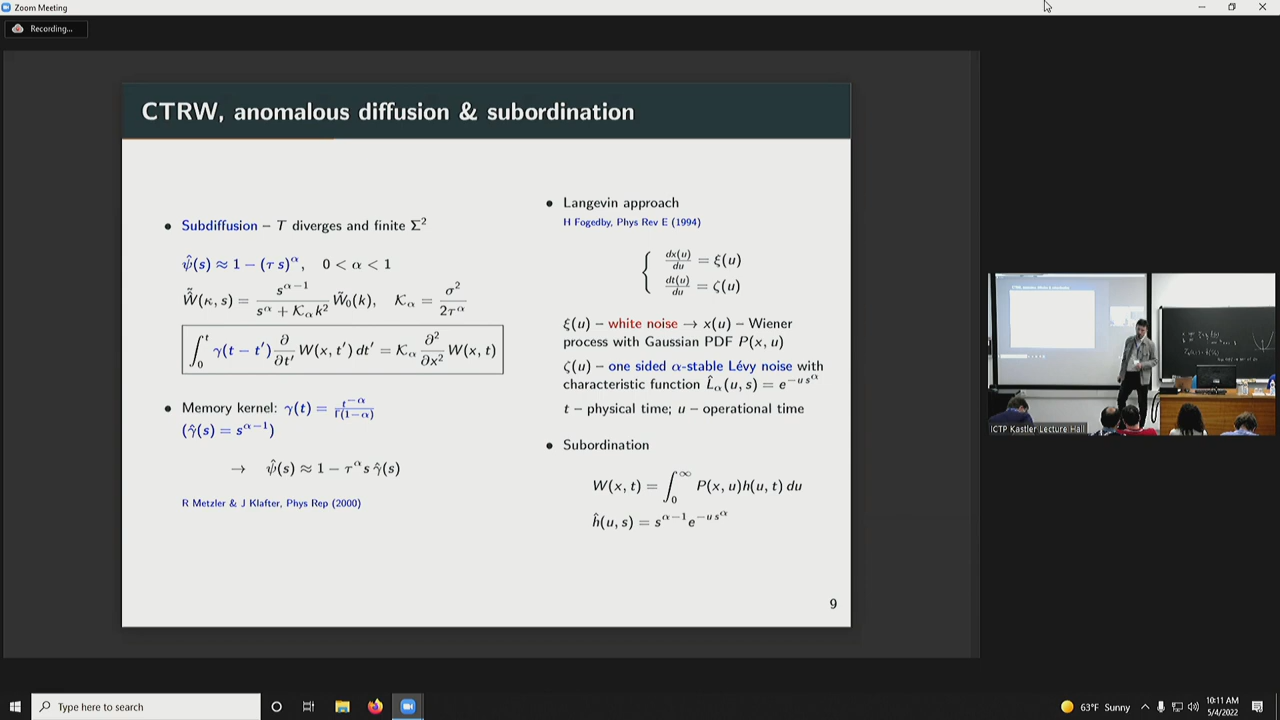 Zoom Meeting
Recording...
CTRW, anomalous diffusion & subordination
• Subdiffusion – T diverges and finite Σ²
ψ̂(s) ≈ 1 − (τ s)^α, 0 < α < 1
W̃̂(κ, s) = s^{α−1} / (s^α + 𝒦_α k²) W̃₀(k), 𝒦_α = σ² / 2τ^α
∫₀ᵗ γ(t − t′) ∂/∂t′ W(x, t′) dt′ = 𝒦_α ∂²/∂x² W(x, t)
• Memory kernel: γ(t) = t^{−α} / Γ(1−α)
(γ̂(s) = s^{α−1})
→ ψ̂(s) ≈ 1 − τ^α s γ̂(s)
R Metzler & J Klafter, Phys Rep (2000)
• Langevin approach
H Fogedby, Phys Rev E (1994)
{ dx(u)/du = ξ(u)
dt(u)/du = ζ(u)
ξ(u) – white noise → x(u) – Wiener
process with Gaussian PDF P(x, u)
ζ(u) – one sided α-stable Lévy noise with
characteristic function L̂_α(u, s) = e^{−u s^α}
t – physical time; u – operational time
• Subordination
W(x, t) = ∫₀^∞ P(x, u)h(u, t) du
ĥ(u, s) = s^{α−1} e^{−u s^α}
9
ICTP Kastler Lecture Hall
Type here to search
63°F Sunny
10:11 AM
5/4/2022